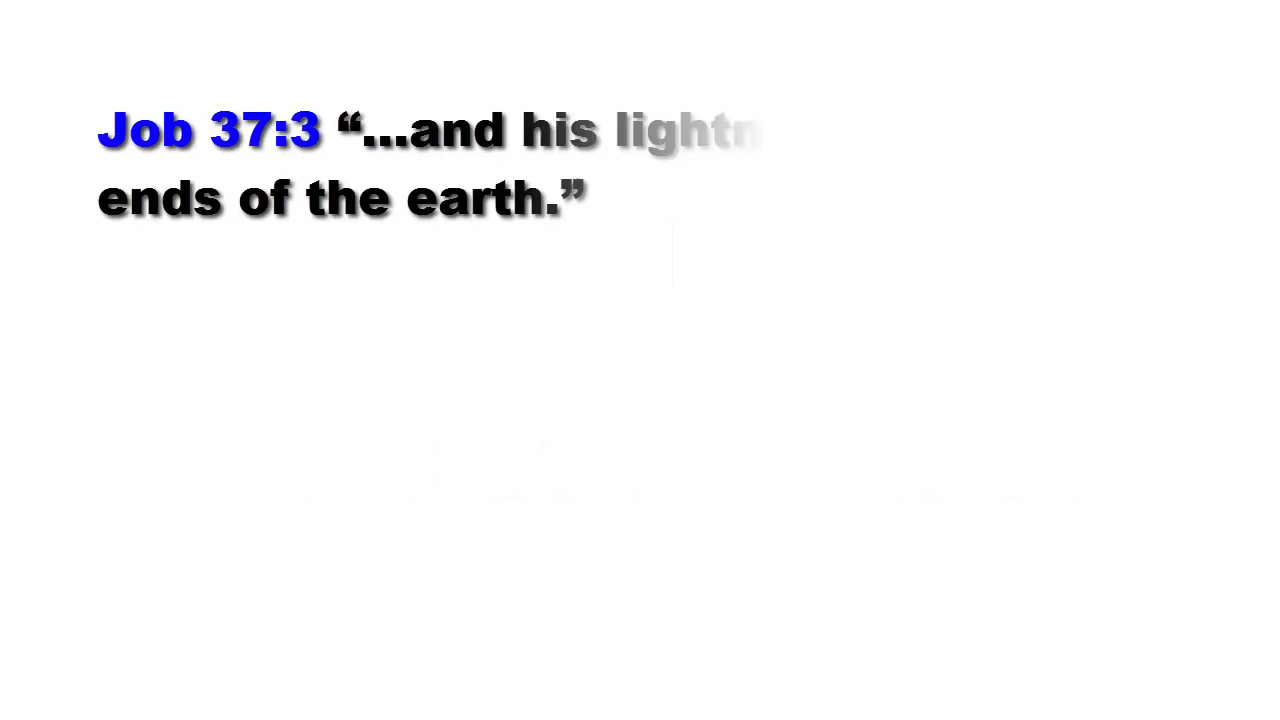 Job 37:3 “...and his
ends of the earth.”